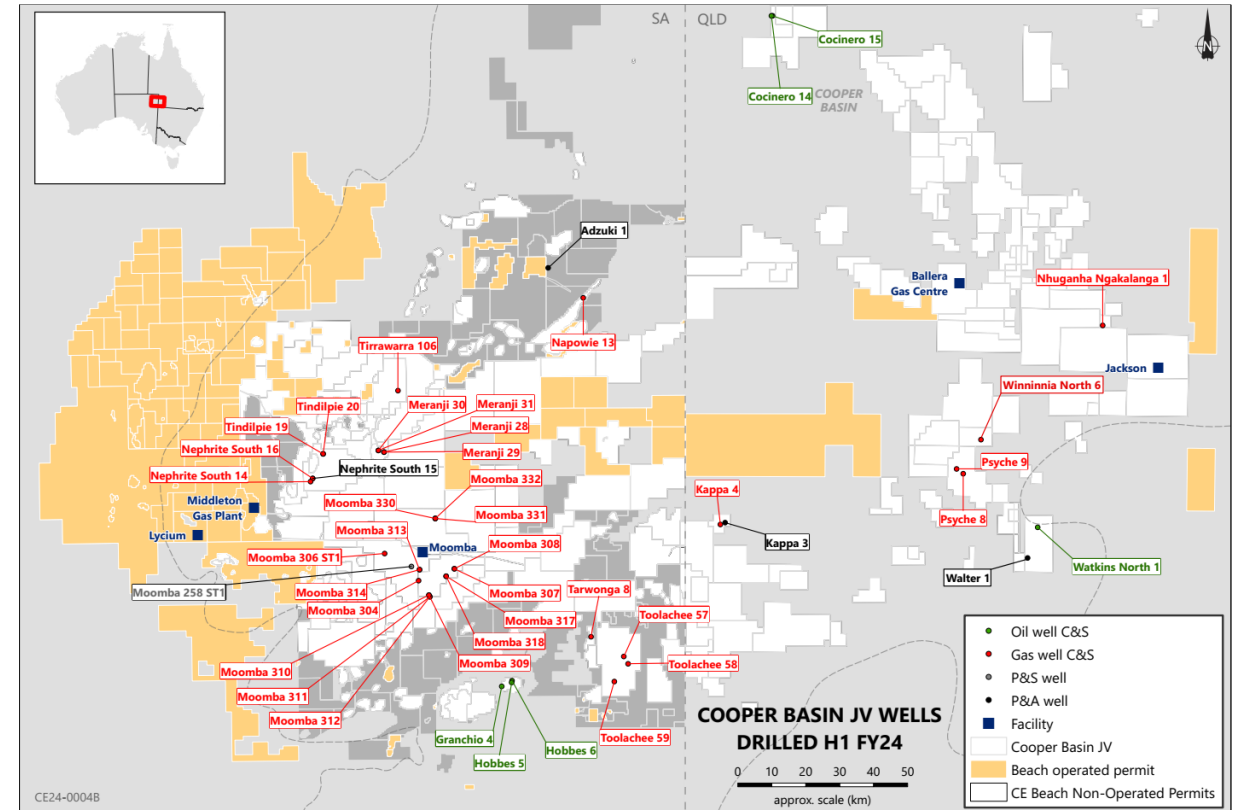 SA
QLD
N
Cocinero 15
Cocinero 14
COOPER
BASIN
Adzuki 1
Ballera
Gas Centre
Nhuganha Ngakalanga 1
Napowie 13
Tirrawarra 106
Jackson
Winninnia North 6
Tindilpie 20
Meranji 30
Meranji 31
Tindilpie 19
Meranji 28
Nephrite South 16
Meranji 29
Nephrite South 15
Psyche 9
Nephrite South 14
Moomba 332
Kappa 4
Middleton
Gas Plant
Moomba 330
Moomba 331
Psyche 8
Lycium
Moomba 313
Moomba
Moomba 308
Kappa 3
Moomba 306 ST1
Walter 1
Watkins North 1
Moomba 258 ST1
Moomba 314
Moomba 307
Tarwonga 8
Moomba 304
Moomba 317
Toolachee 57
Moomba 318
Moomba 310
Moomba 309
Toolachee 58
Moomba 311
Moomba 312
Granchio 4
Hobbes 6
Hobbes 5
Toolachee 59
COOPER BASIN JV WELLS
DRILLED H1 FY24
0 10 20 30 40 50
approx. scale (km)
Oil well C&S
Gas well C&S
P&S well
P&A well
Facility
Cooper Basin JV
Beach operated permit
CE Beach Non-Operated Permits
CE24-0004B